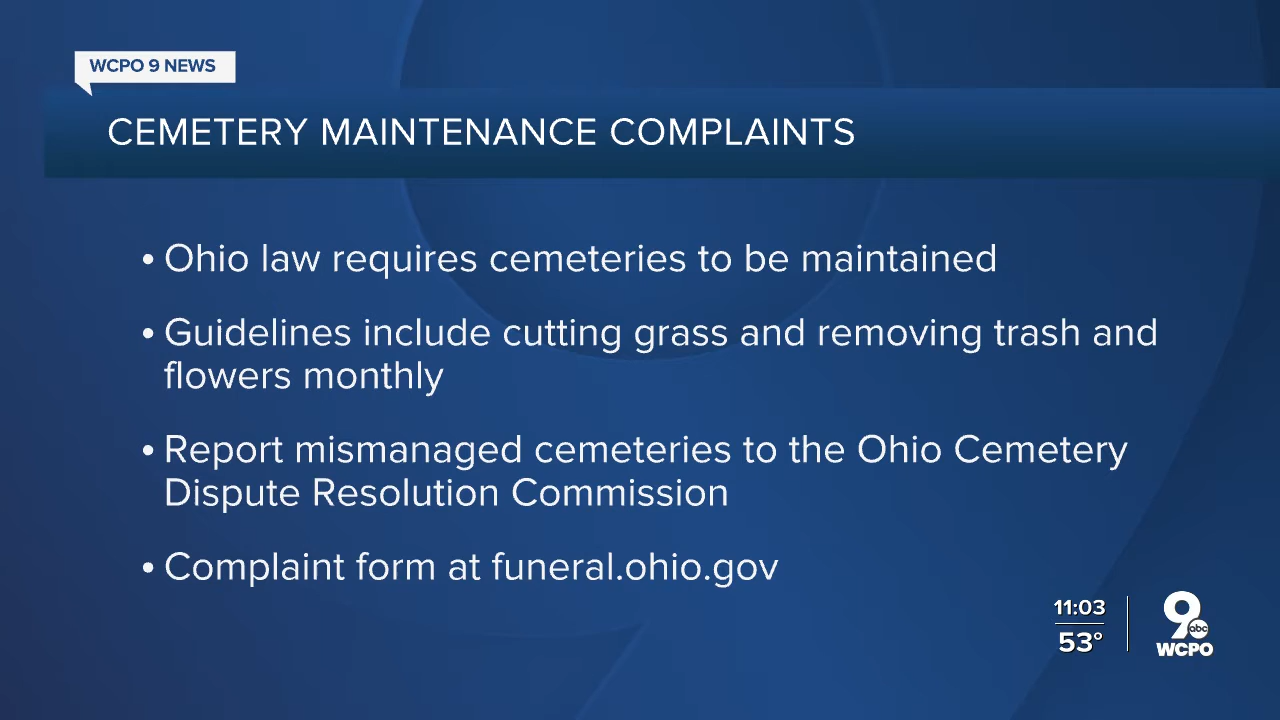 WCPO 9 NEWS
CEMETERY MAINTENANCE COMPLAINTS
• Ohio law requires cemeteries to be maintained
• Guidelines include cutting grass and removing trash and
flowers monthly
• Report mismanaged cemeteries to the Ohio Cemetery
Dispute Resolution Commission
• Complaint form at funeral.ohio.gov
11:03
53°
9
abc
WCPO